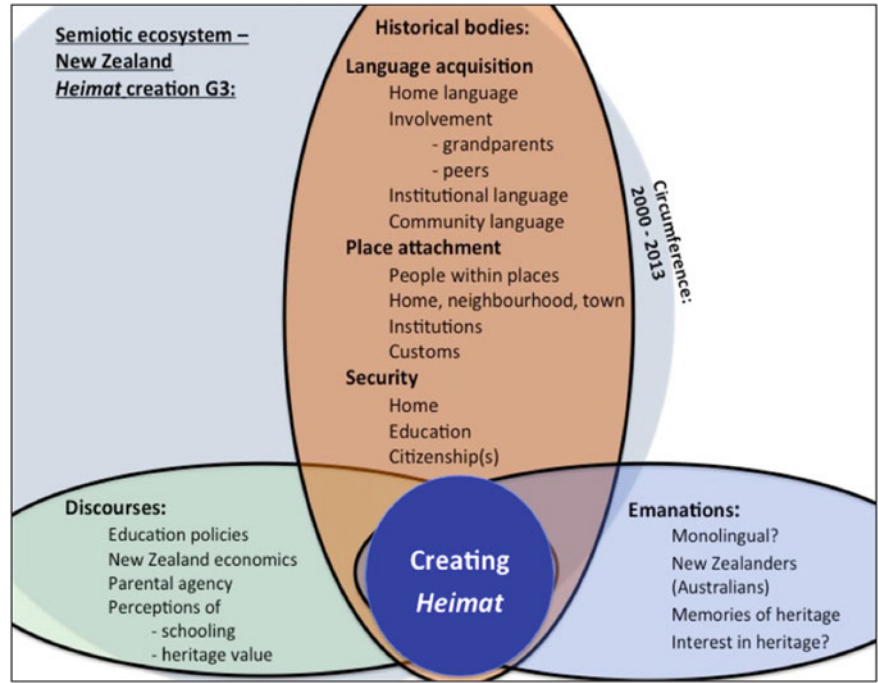 Semiotic ecosystem –
New Zealand
Heimat creation G3:
Historical bodies:
Language acquisition
Home language
Involvement
- grandparents
- peers
Institutional language
Community language
Place attachment
People within places
Home, neighbourhood, town
Institutions
Customs
Security
Home
Education
Citizenship(s)
Circumference:
2000 - 2013
Discourses:
Education policies
New Zealand economics
Parental agency
Perceptions of
- schooling
- heritage value
Creating
Heimat
Emanations:
Monolingual?
New Zealanders
(Australians)
Memories of heritage
Interest in heritage?